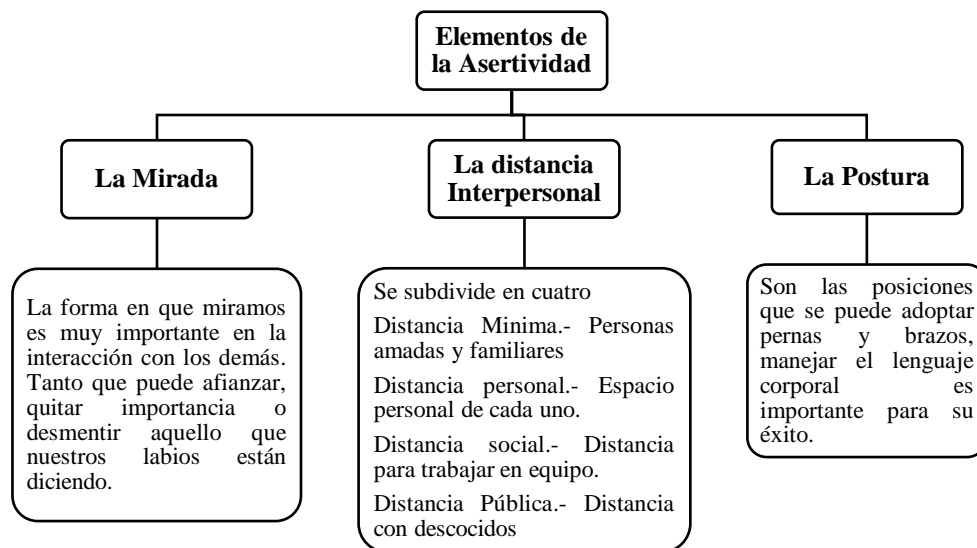 Elementos de
la Asertividad
La Mirada
La distancia
Interpersonal
La Postura
La forma en que miramos
es muy importante en la
interacción con los demás.
Tanto que puede afianzar,
quitar importancia o
desmentir aquello que
nuestros labios están
diciendo.
Se subdivide en cuatro
Distancia Minima.- Personas
amadas y familiares
Distancia personal.- Espacio
personal de cada uno.
Distancia social.- Distancia
para trabajar en equipo.
Distancia Pública.- Distancia
con descocidos
Son las posiciones
que se puede adoptar
pernas y brazos,
manejar el lenguaje
corporal es
importante para su
éxito.